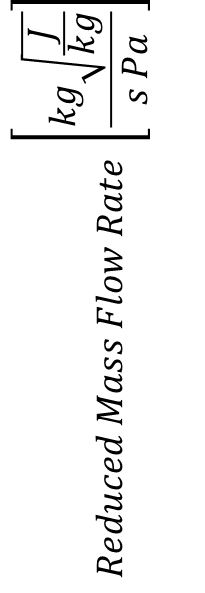 Reduced Mass Flow Rate [kg√(J/kg) / s Pa]